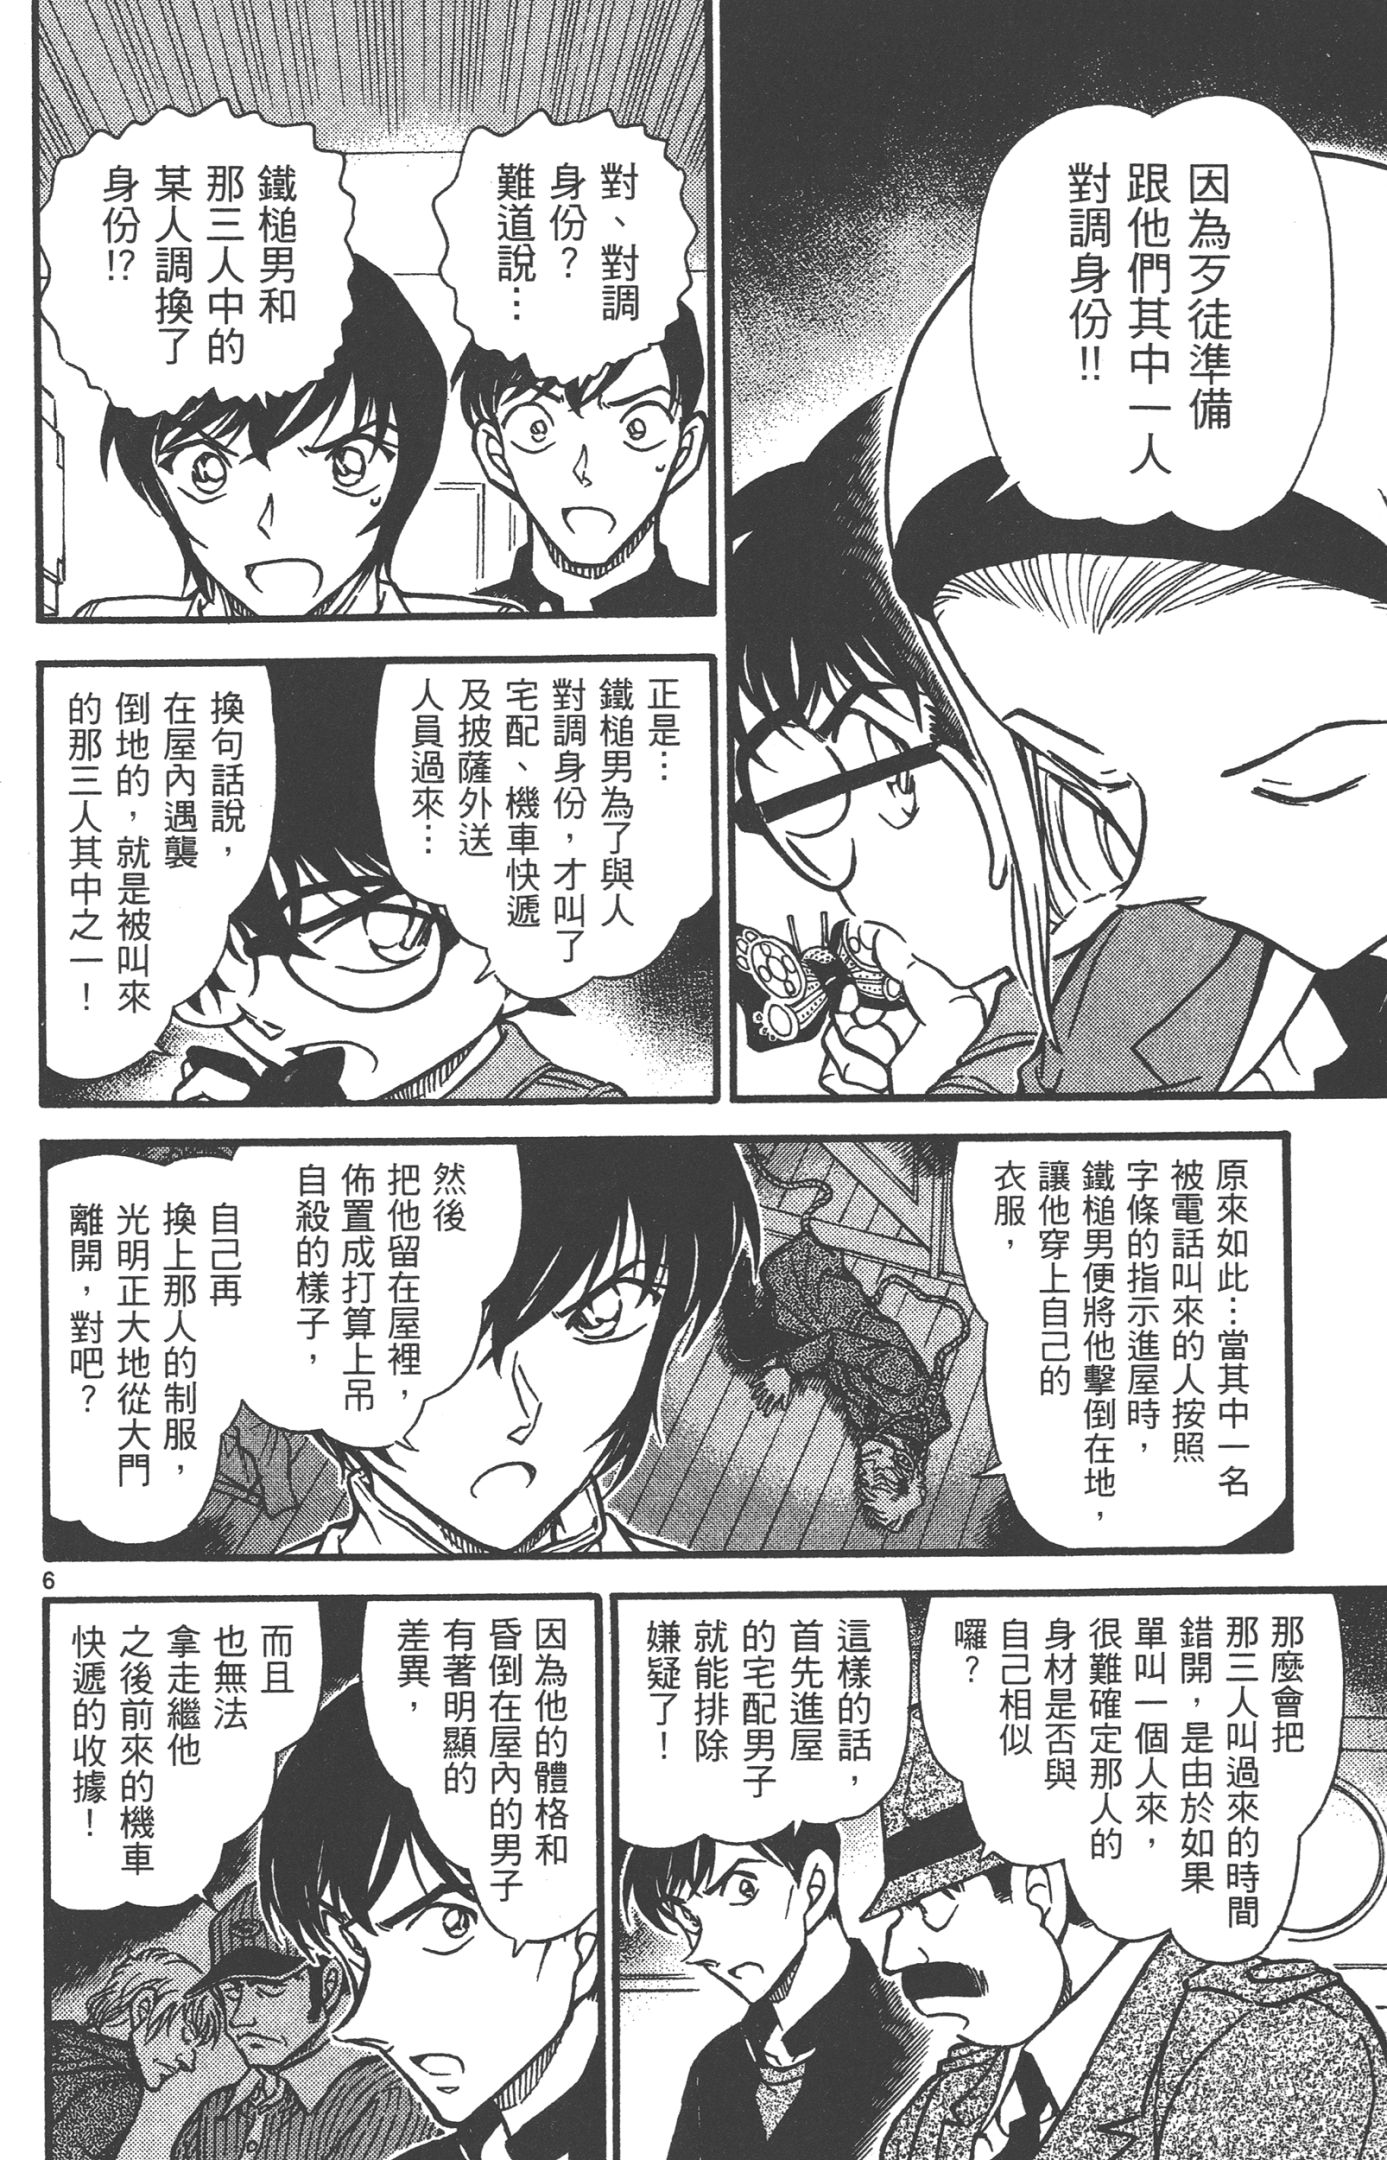 因為歹徒準備
跟他們其中一人
對調身份!!
對、對調
身份？
難道說…
鐵槌男和
那三人中的
某人調換了
身份!?
正是…
鐵槌男為了與人
對調身份，才叫了
宅配、機車快遞
及披薩外送
人員過來…
換句話說，
在屋內遇襲
倒地的，就是被叫來
的那三人其中之一！
原來如此…當其中一名
被電話叫來的人按照
字條的指示進屋時，
鐵槌男便將他擊倒在地，
讓他穿上自己的
衣服，
然後
把他留在屋裡，
佈置成打算上吊
自殺的樣子，
自己再
換上那人的制服，
光明正大地從大門
離開，對吧？
那麼會把
那三人叫過來的時間
錯開，是由於如果
單叫一個人來，
很難確定那人的
身材是否與
自己相似
囉？
這樣的話，
首先進屋
的宅配男子
就能排除
嫌疑了！
因為他的體格和
昏倒在屋內的男子
有著明顯的
差異，
而且
也無法
拿走繼他
之後前來的機車
快遞的收據！
6